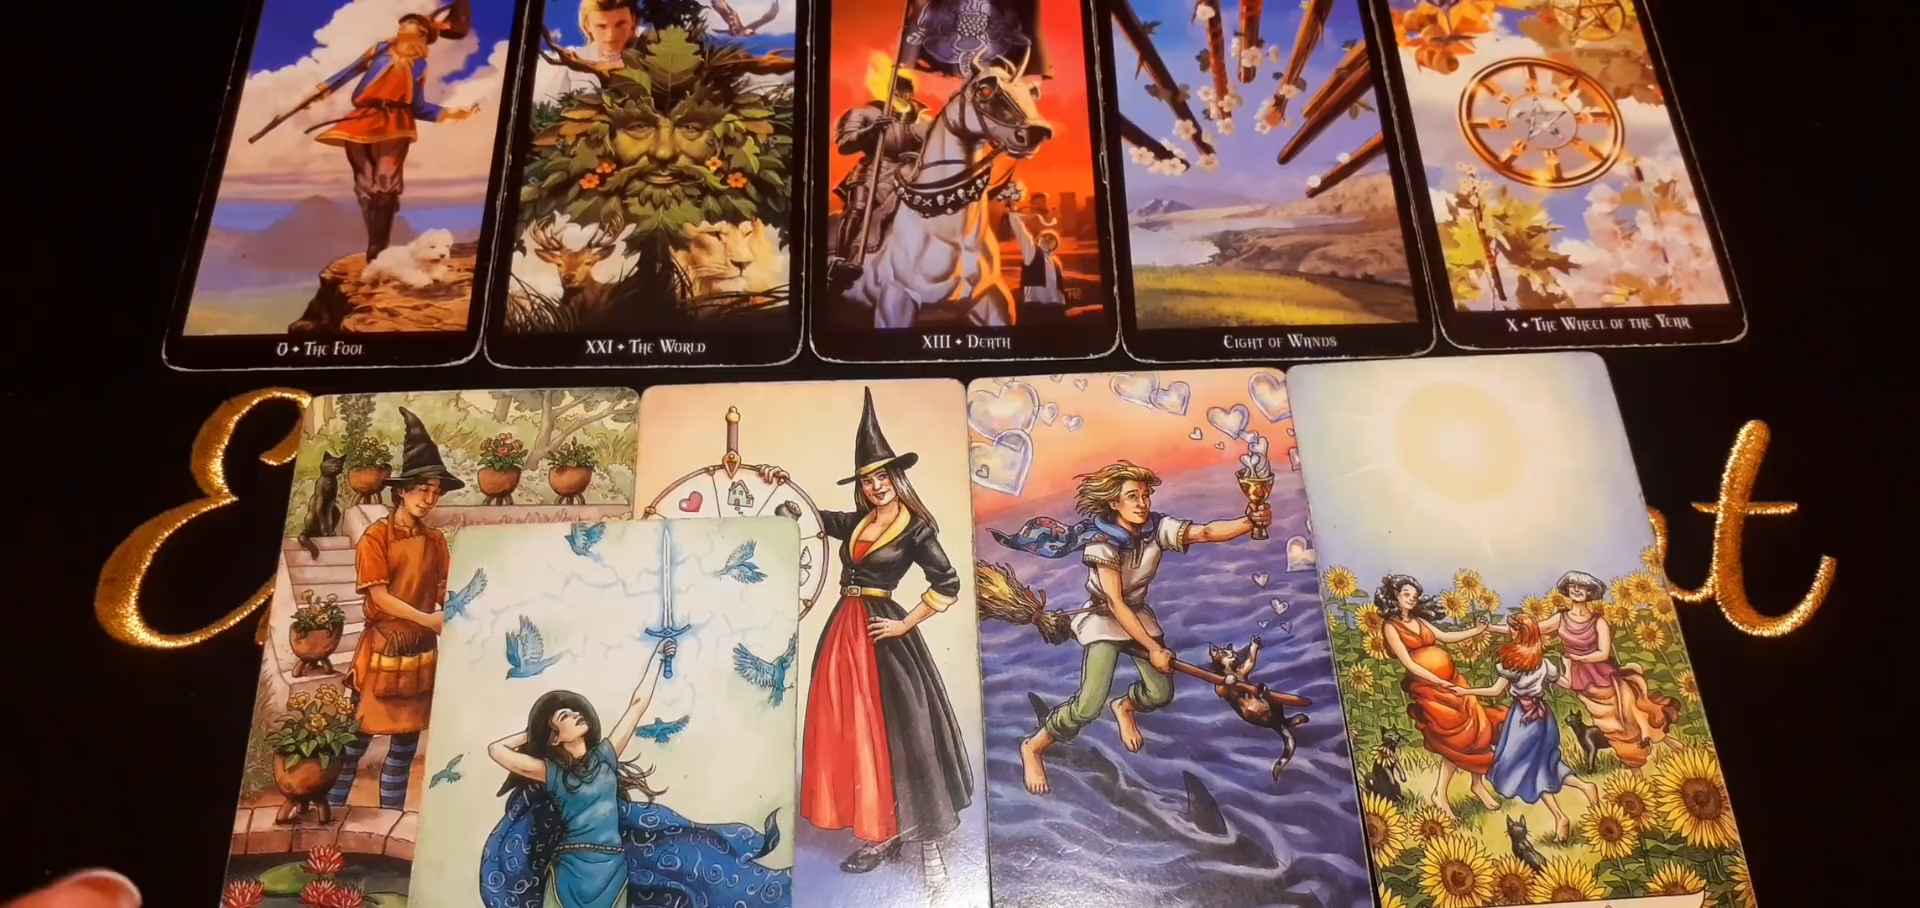 0 ✦ The Fool
XXI ✦ The World
XIII ✦ Death
Eight of Wands
X ✦ The Wheel of the Year